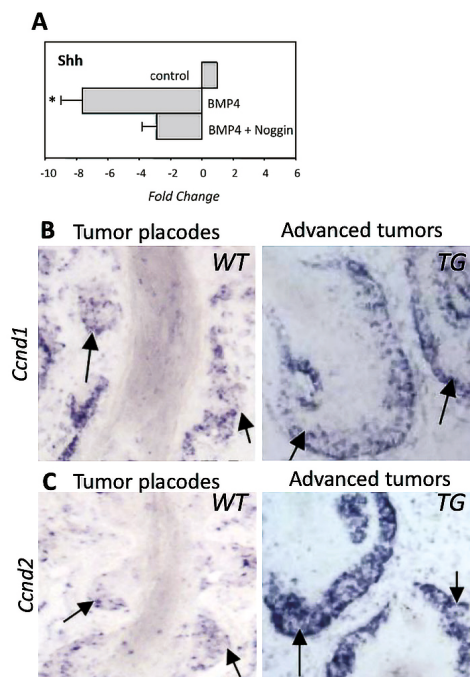 A
Shh
control
* BMP4
BMP4 + Noggin
-10 -8 -6 -4 -2 0 2 4 6
Fold Change
B Tumor placodes Advanced tumors
WT TG
Ccnd1
C Tumor placodes Advanced tumors
WT TG
Ccnd2